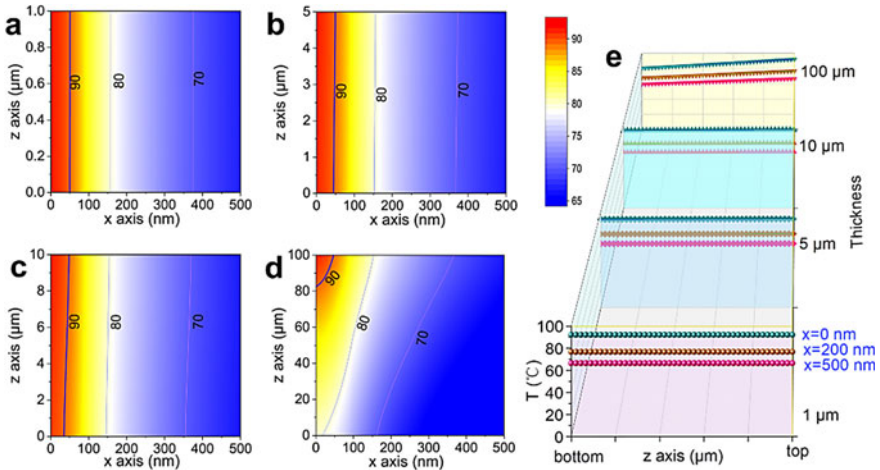 a
1.0
0.8
0.6
0.4
0.2
0.0
z axis (μm)
90
80
70
0 100 200 300 400 500
x axis (nm)
b
5
4
3
2
1
0
z axis (μm)
90
80
70
0 100 200 300 400 500
x axis (nm)
90
85
80
75
70
65
c
10
8
6
4
2
0
z axis (μm)
90
80
70
0 100 200 300 400 500
x axis (nm)
d
100
80
60
40
20
0
z axis (μm)
90
80
70
0 100 200 300 400 500
x axis (nm)
e
100 μm
10 μm
5 μm
1 μm
Thickness
x=0 nm
x=200 nm
x=500 nm
100
80
60
40
20
0
T (℃)
bottom
z axis (μm)
top